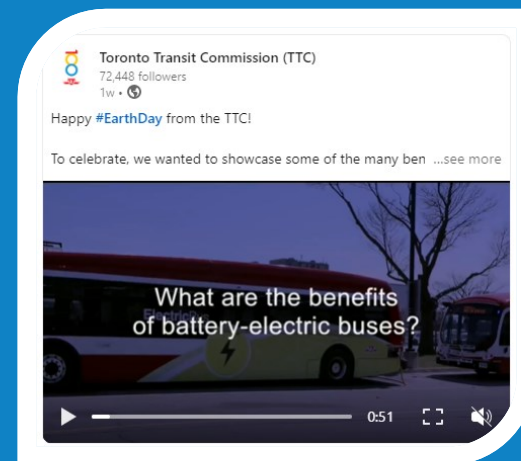 Toronto Transit Commission (TTC)
72,448 followers
1w •
Happy #EarthDay from the TTC!
To celebrate, we wanted to showcase some of the many ben ...see more
What are the benefits
of battery-electric buses?
0:51